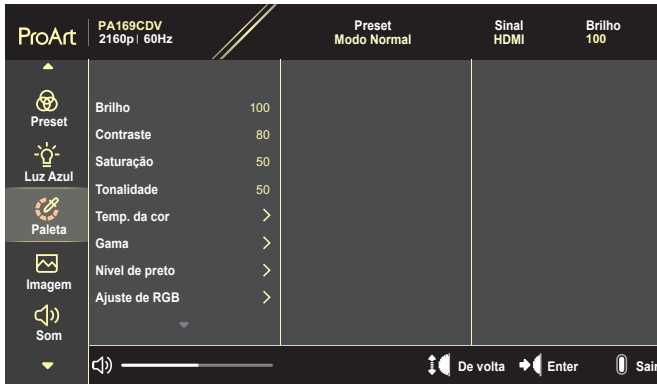 ProArt
PA169CDV
2160p | 60Hz
Preset
Modo Normal
Sinal
HDMI
Brilho
100
Preset
Luz Azul
Paleta
Imagem
Som
Brilho 100
Contraste 80
Saturação 50
Tonalidade 50
Temp. da cor
Gama
Nível de preto
Ajuste de RGB
De volta
Enter
Sair